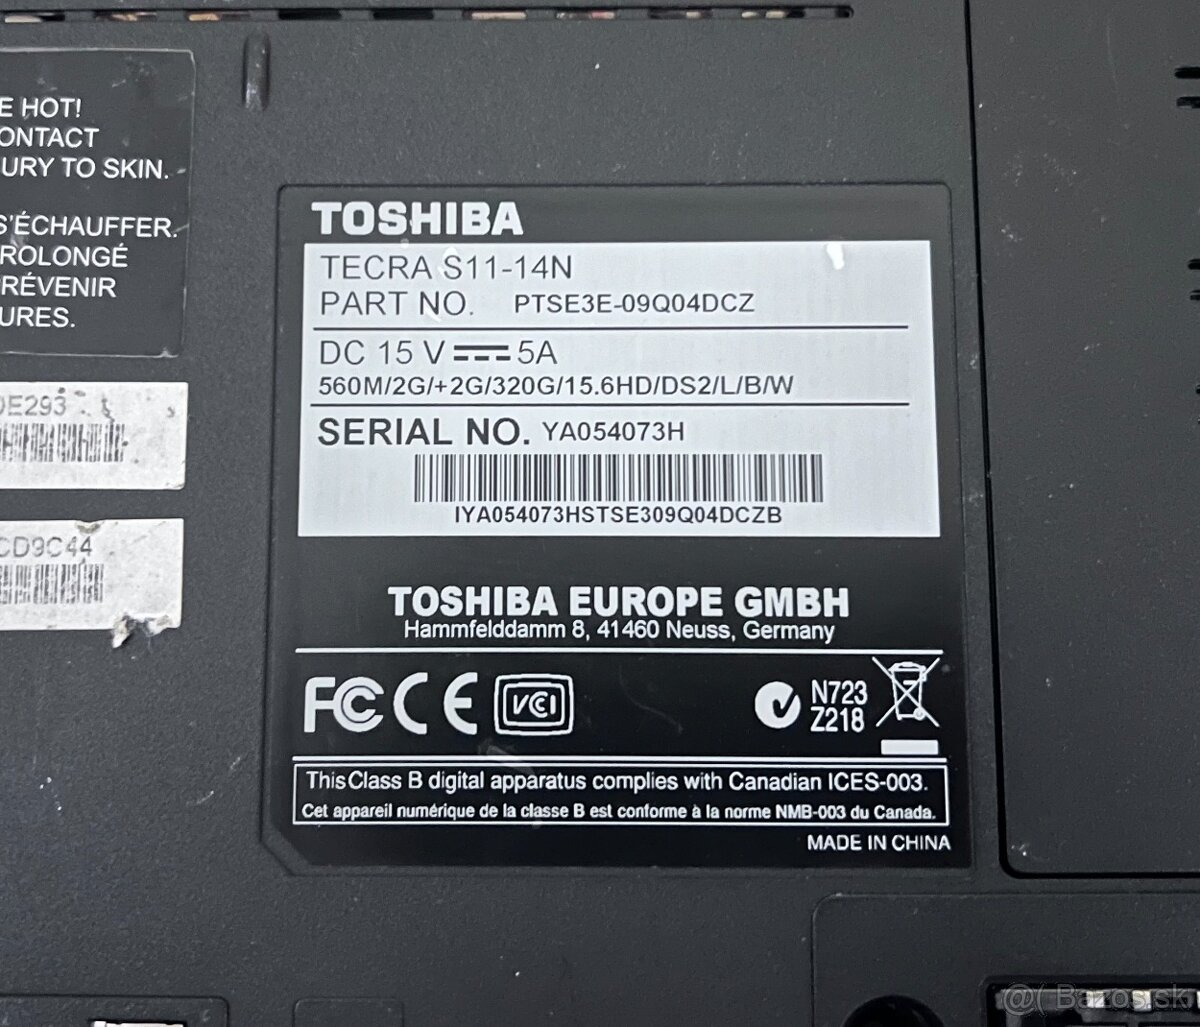 E HOT!
ONTACT
URY TO SKIN.
S'ÉCHAUFFER.
ROLONGÉ
RÉVENIR
URES.
E293
CD9C44
TOSHIBA
TECRA S11-14N
PART NO. PTSE3E-09Q04DCZ
DC 15 V 5A
560M/2G/+2G/320G/15.6HD/DS2/L/B/W
SERIAL NO. YA054073H
IYA054073HSTSE309Q04DCZB
TOSHIBA EUROPE GMBH
Hammfelddamm 8, 41460 Neuss, Germany
FC CE VCI N723
Z218
This Class B digital apparatus complies with Canadian ICES-003.
Cet appareil numérique de la classe B est conforme à la norme NMB-003 du Canada.
MADE IN CHINA
Bazos.sk